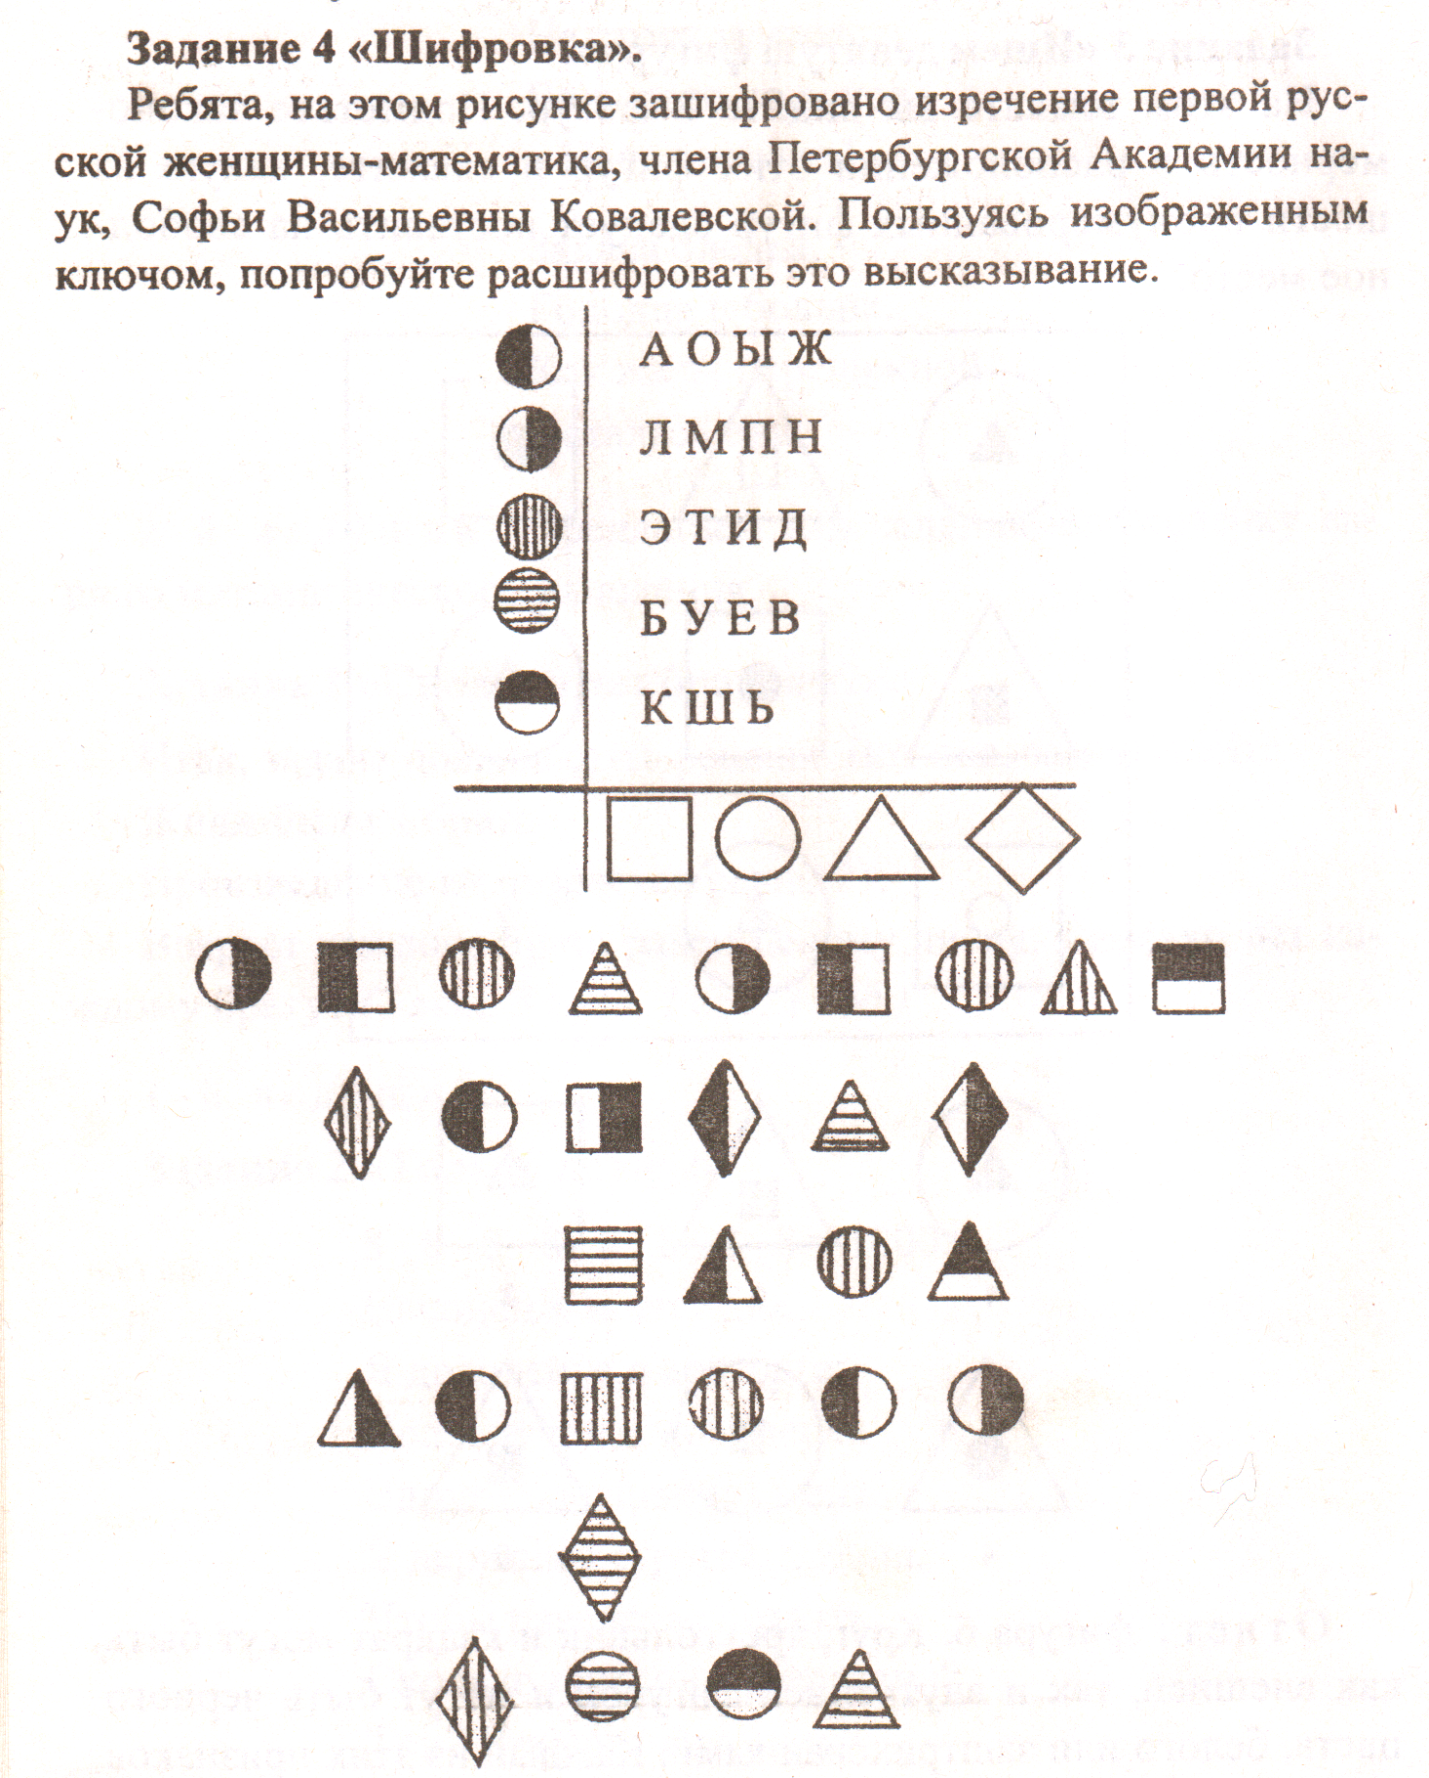 Задание 4 «Шифровка».
Ребята, на этом рисунке зашифровано изречение первой рус-
ской женщины-математика, члена Петербургской Академии на-
ук, Софьи Васильевны Ковалевской. Пользуясь изображенным
ключом, попробуйте расшифровать это высказывание.
А О Ы Ж
Л М П Н
Э Т И Д
Б У Е В
К Ш Ь